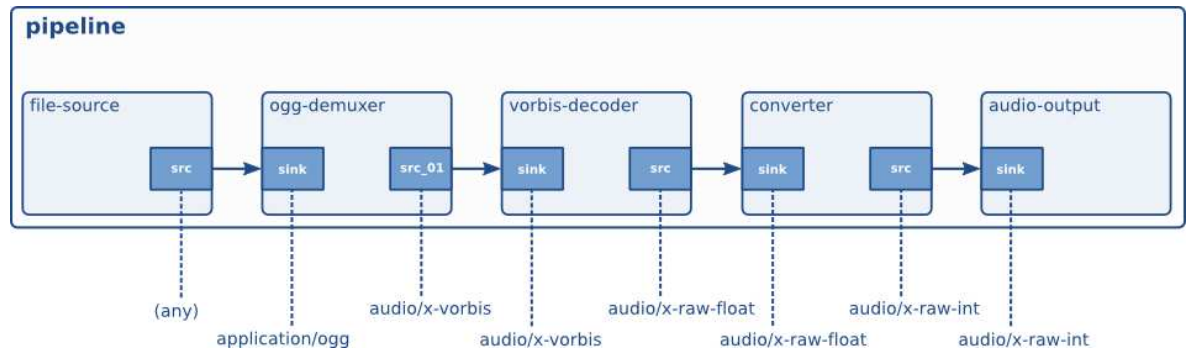 pipeline
file-source
ogg-demuxer
vorbis-decoder
converter
audio-output
src
sink
src_01
sink
src
sink
src
sink
(any)
application/ogg
audio/x-vorbis
audio/x-vorbis
audio/x-raw-float
audio/x-raw-float
audio/x-raw-int
audio/x-raw-int